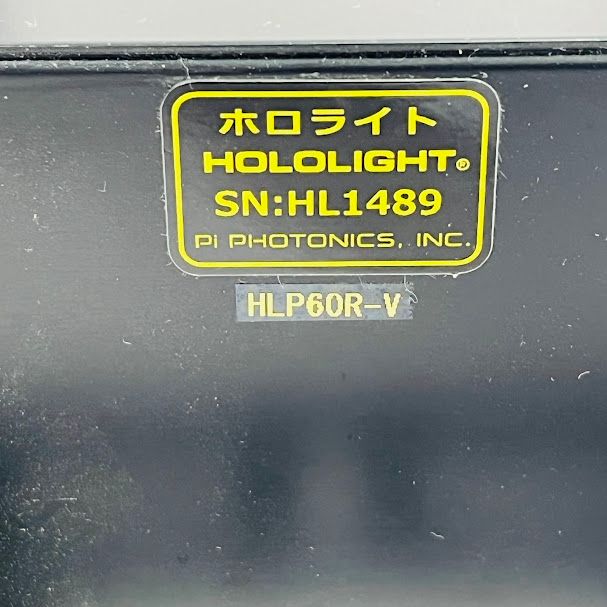 ホロライト
HOLOLIGHT®
SN:HL1489
Pi PHOTONICS, INC.
HLP60R-V